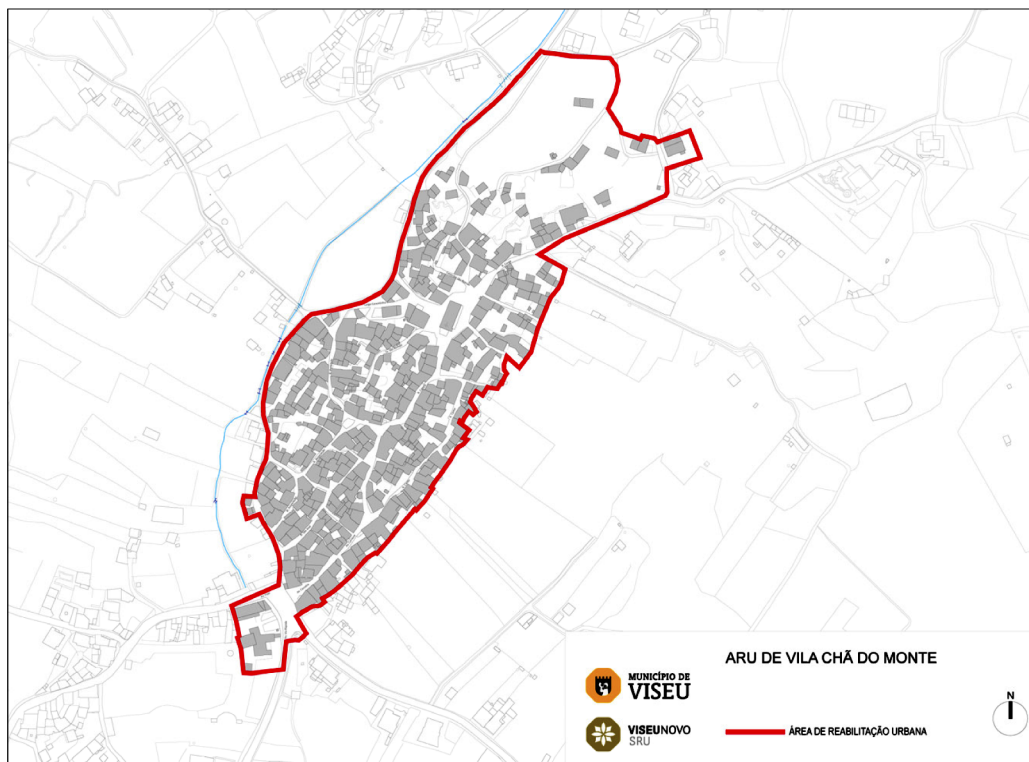 ARU DE VILA CHÃ DO MONTE
MUNICÍPIO DE
VISEU
VISEUNOVO
SRU
ÁREA DE REABILITAÇÃO URBANA
N